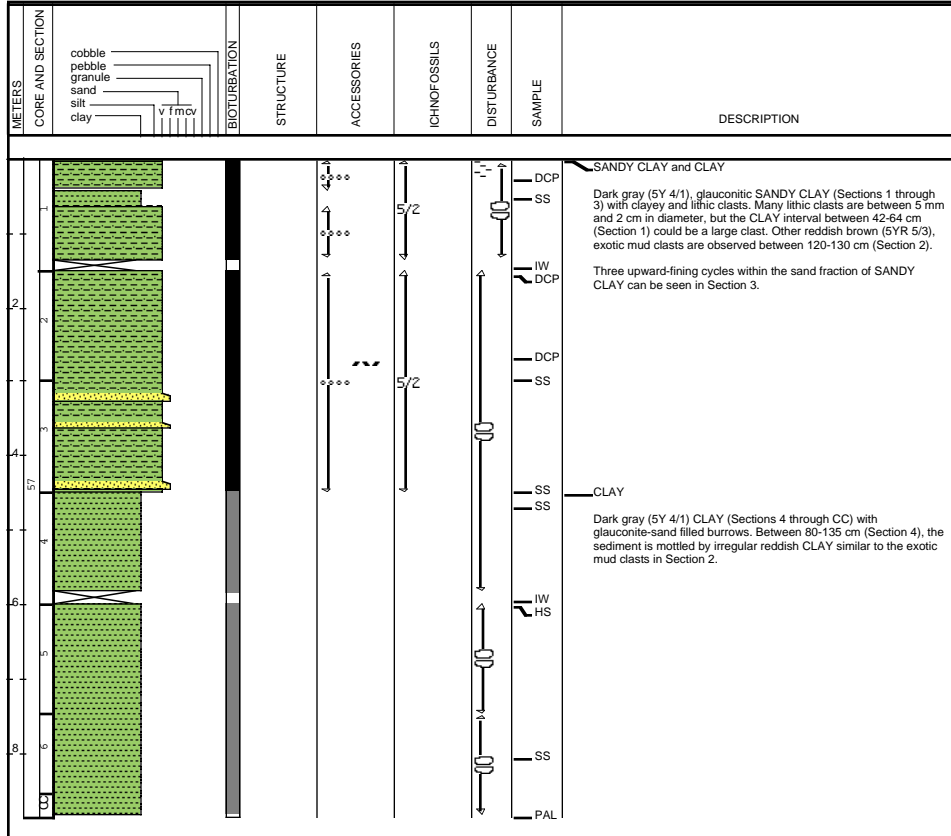 METERS
CORE AND SECTION
cobble
pebble
granule
sand
silt
v f m c v
clay
BIOTURBATION
STRUCTURE
ACCESSORIES
ICHNOFOSSILS
DISTURBANCE
SAMPLE
DESCRIPTION
SANDY CLAY and CLAY
DCP
SS
Dark gray (5Y 4/1), glauconitic SANDY CLAY (Sections 1 through
3) with clayey and lithic clasts. Many lithic clasts are between 5 mm
and 2 cm in diameter, but the CLAY interval between 42-64 cm
(Section 1) could be a large clast. Other reddish brown (5YR 5/3),
exotic mud clasts are observed between 120-130 cm (Section 2).
1
5/2
IW
DCP
Three upward-fining cycles within the sand fraction of SANDY
CLAY can be seen in Section 3.
2
2
DCP
5/2
SS
3
4
57
SS
CLAY
SS
Dark gray (5Y 4/1) CLAY (Sections 4 through CC) with
glauconite-sand filled burrows. Between 80-135 cm (Section 4), the
sediment is mottled by irregular reddish CLAY similar to the exotic
mud clasts in Section 2.
4
6
IW
HS
5
6
8
SS
CC
PAL